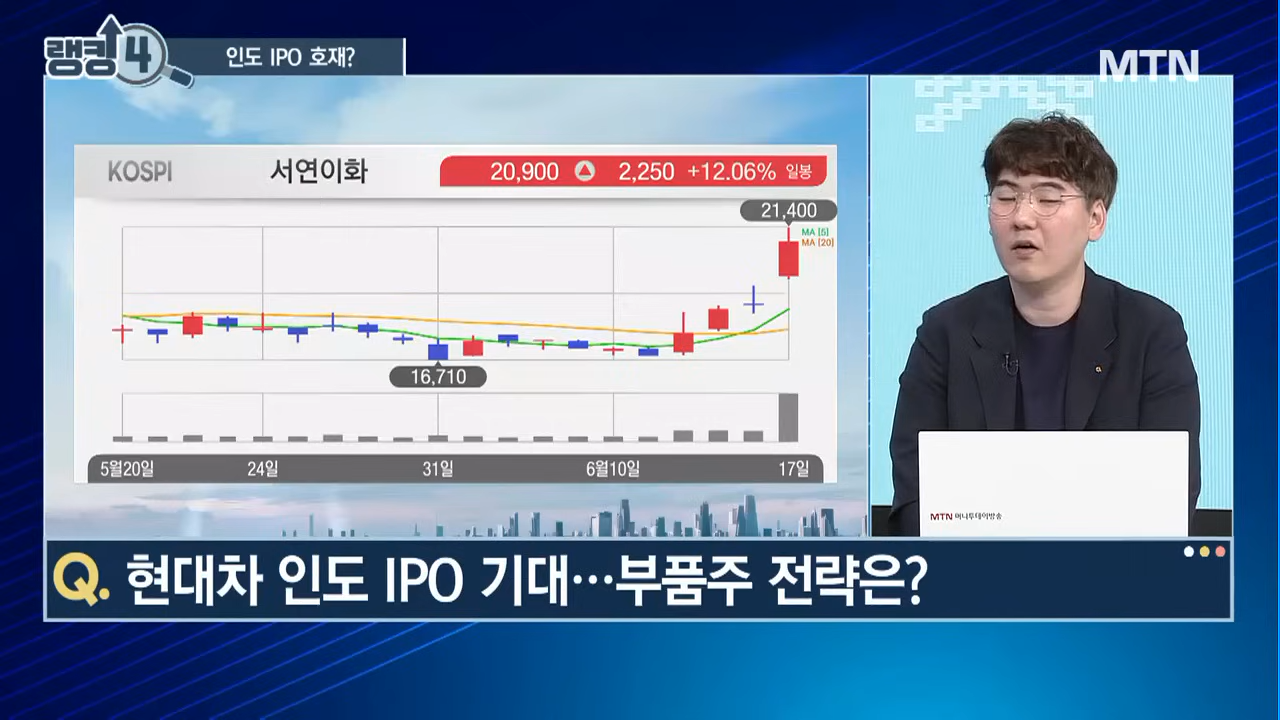 랭킹4
인도 IPO 호재?
MTN
KOSPI 서연이화 20,900 2,250 +12.06% 일봉
21,400
MA [5]
MA [20]
16,710
5월20일 24일 31일 6월10일 17일
MTN 머니투데이방송
Q. 현대차 인도 IPO 기대…부품주 전략은?